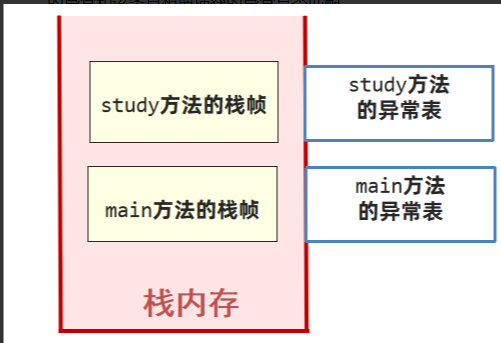 study方法的栈帧
study方法
的异常表
main方法的栈帧
main方法
的异常表
栈内存